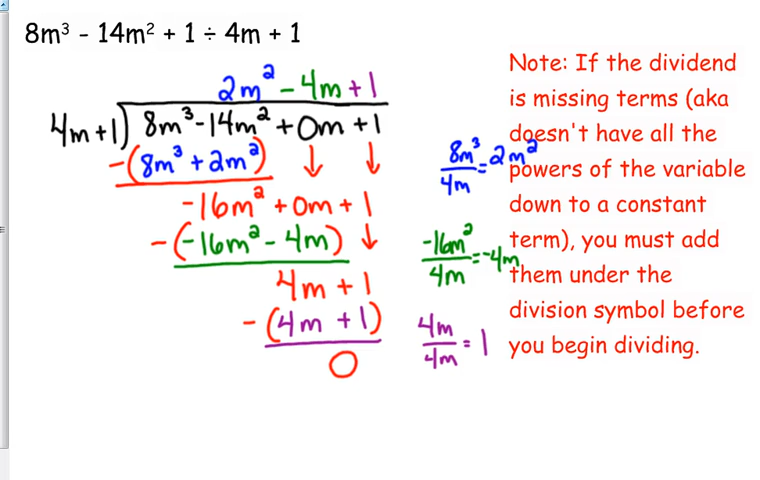 8m³ - 14m² + 1 ÷ 4m + 1
2m² - 4m + 1
4m + 1) 8m³ - 14m² + 0m + 1
-(8m³ + 2m²) ↓ ↓
-16m² + 0m + 1
-(-16m² - 4m) ↓
4m + 1
-(4m + 1)
0
8m³/4m = 2m²
-16m²/4m = -4m
4m/4m = 1
Note: If the dividend
is missing terms (aka
doesn't have all the
powers of the variable
down to a constant
term), you must add
them under the
division symbol before
you begin dividing.